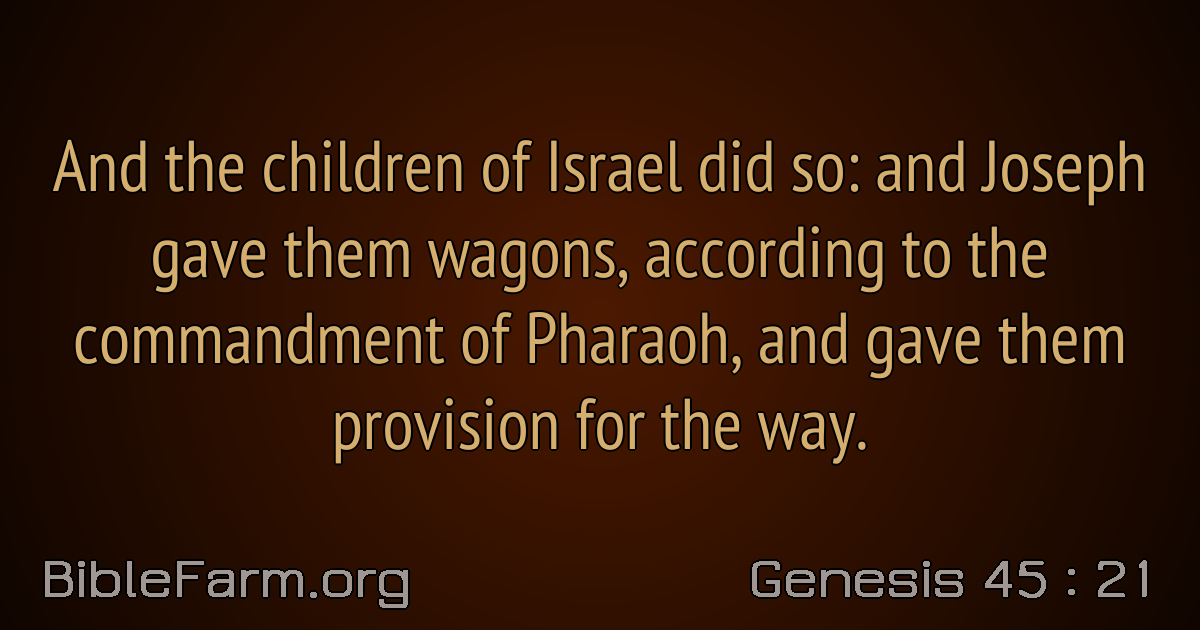 And the children of Israel did so: and Joseph
gave them wagons, according to the
commandment of Pharaoh, and gave them
provision for the way.
BibleFarm.org
Genesis 45 : 21